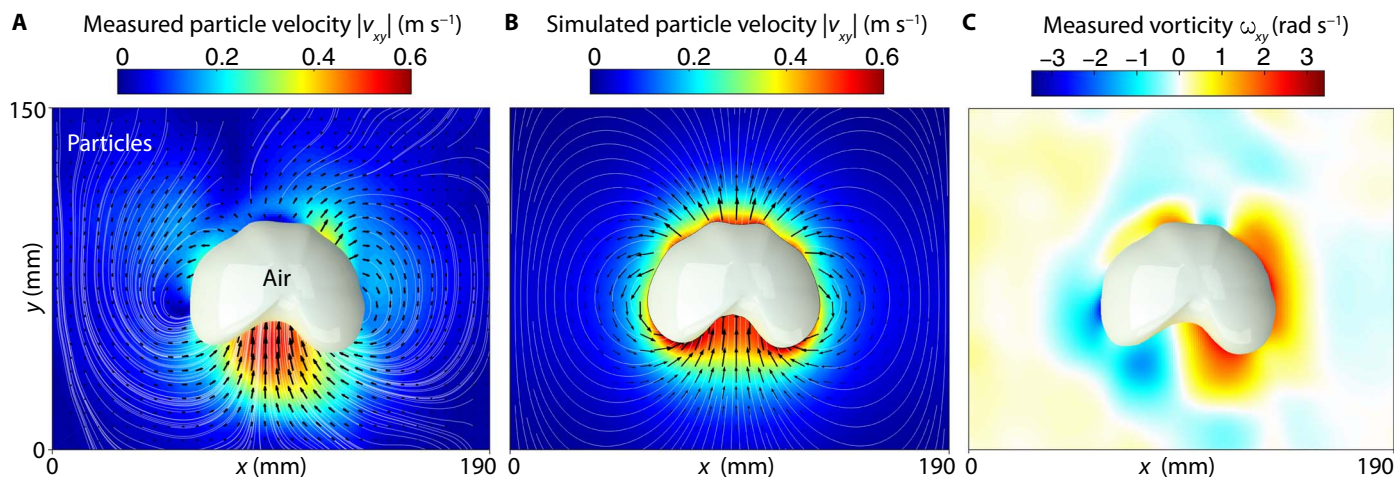 A Measured particle velocity |v_xy| (m s⁻¹)
0 0.2 0.4 0.6
B Simulated particle velocity |v_xy| (m s⁻¹)
0 0.2 0.4 0.6
C Measured vorticity ω_xy (rad s⁻¹)
−3 −2 −1 0 1 2 3
150
Particles
Air
y (mm)
0
0 x (mm) 190
0 x (mm) 190
0 x (mm) 190